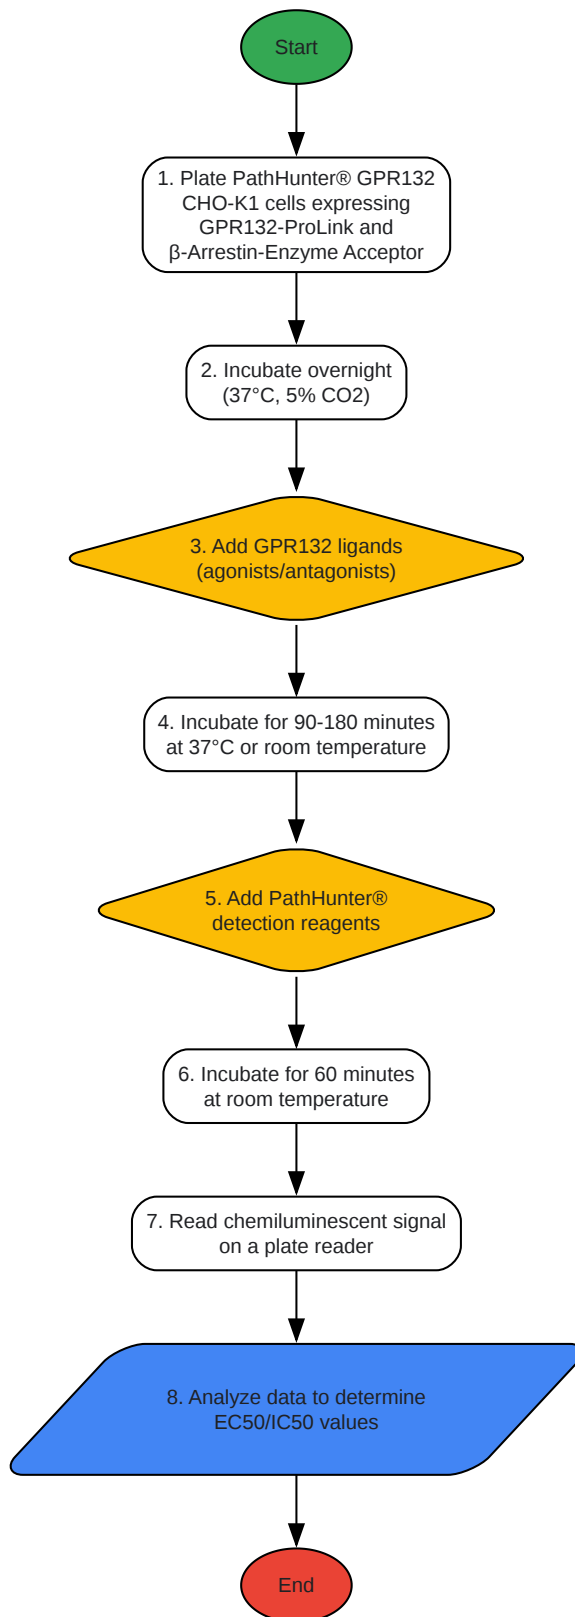 Start
1. Plate PathHunter® GPR132
CHO-K1 cells expressing
GPR132-ProLink and
β-Arrestin-Enzyme Acceptor
2. Incubate overnight
(37°C, 5% CO2)
3. Add GPR132 ligands
(agonists/antagonists)
4. Incubate for 90-180 minutes
at 37°C or room temperature
5. Add PathHunter®
detection reagents
6. Incubate for 60 minutes
at room temperature
7. Read chemiluminescent signal
on a plate reader
8. Analyze data to determine
EC50/IC50 values
End